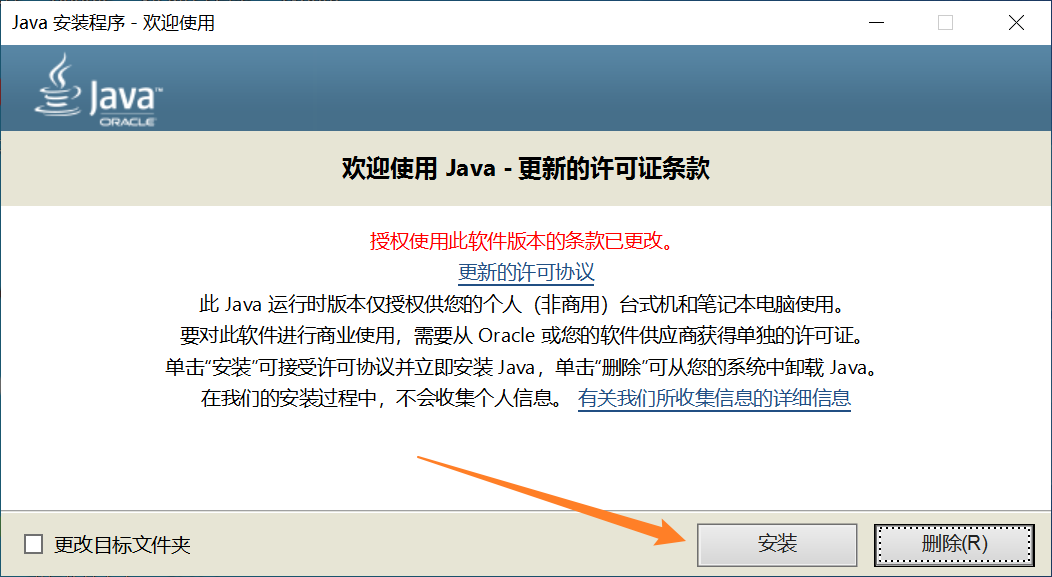 Java 安装程序 - 欢迎使用
Java™
ORACLE
欢迎使用 Java - 更新的许可证条款
授权使用此软件版本的条款已更改。
更新的许可协议
此 Java 运行时版本仅授权供您的个人（非商用）台式机和笔记本电脑使用。
要对此软件进行商业使用，需要从 Oracle 或您的软件供应商获得单独的许可证。
单击“安装”可接受许可协议并立即安装 Java，单击“删除”可从您的系统中卸载 Java。
在我们的安装过程中，不会收集个人信息。 有关我们所收集信息的详细信息
更改目标文件夹
安装
删除(R)